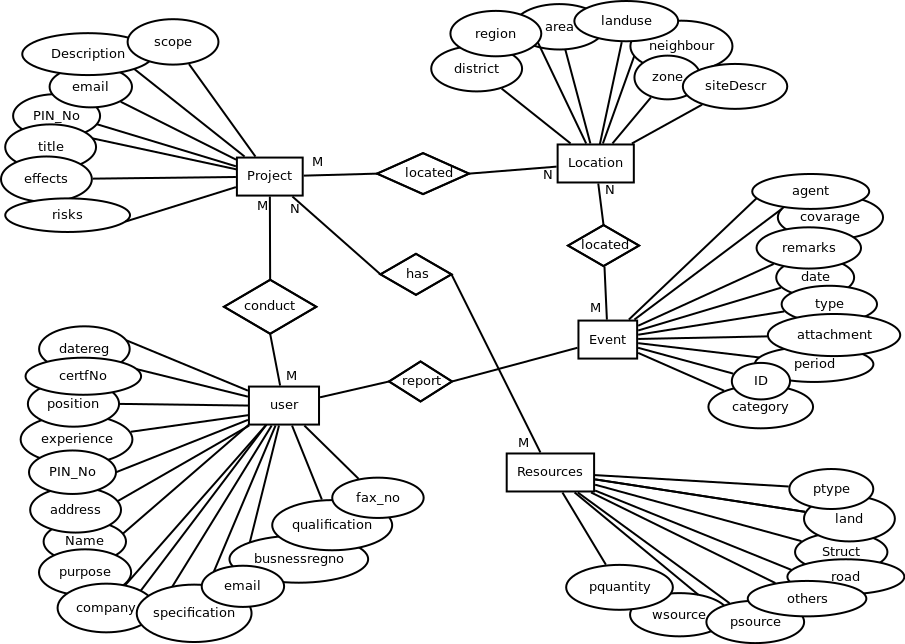 scope
Description
email
PIN_No
title
effects
risks
Project
M
M
N
located
region
area
landuse
neighbour
district
zone
siteDescr
Location
N
N
located
M
agent
covarage
remarks
date
type
attachment
period
ID
category
Event
has
conduct
M
report
datereg
certfNo
position
experience
PIN_No
address
Name
purpose
company
specification
email
busnessregno
qualification
fax_no
user
M
Resources
ptype
land
Struct
road
others
psource
wsource
pquantity